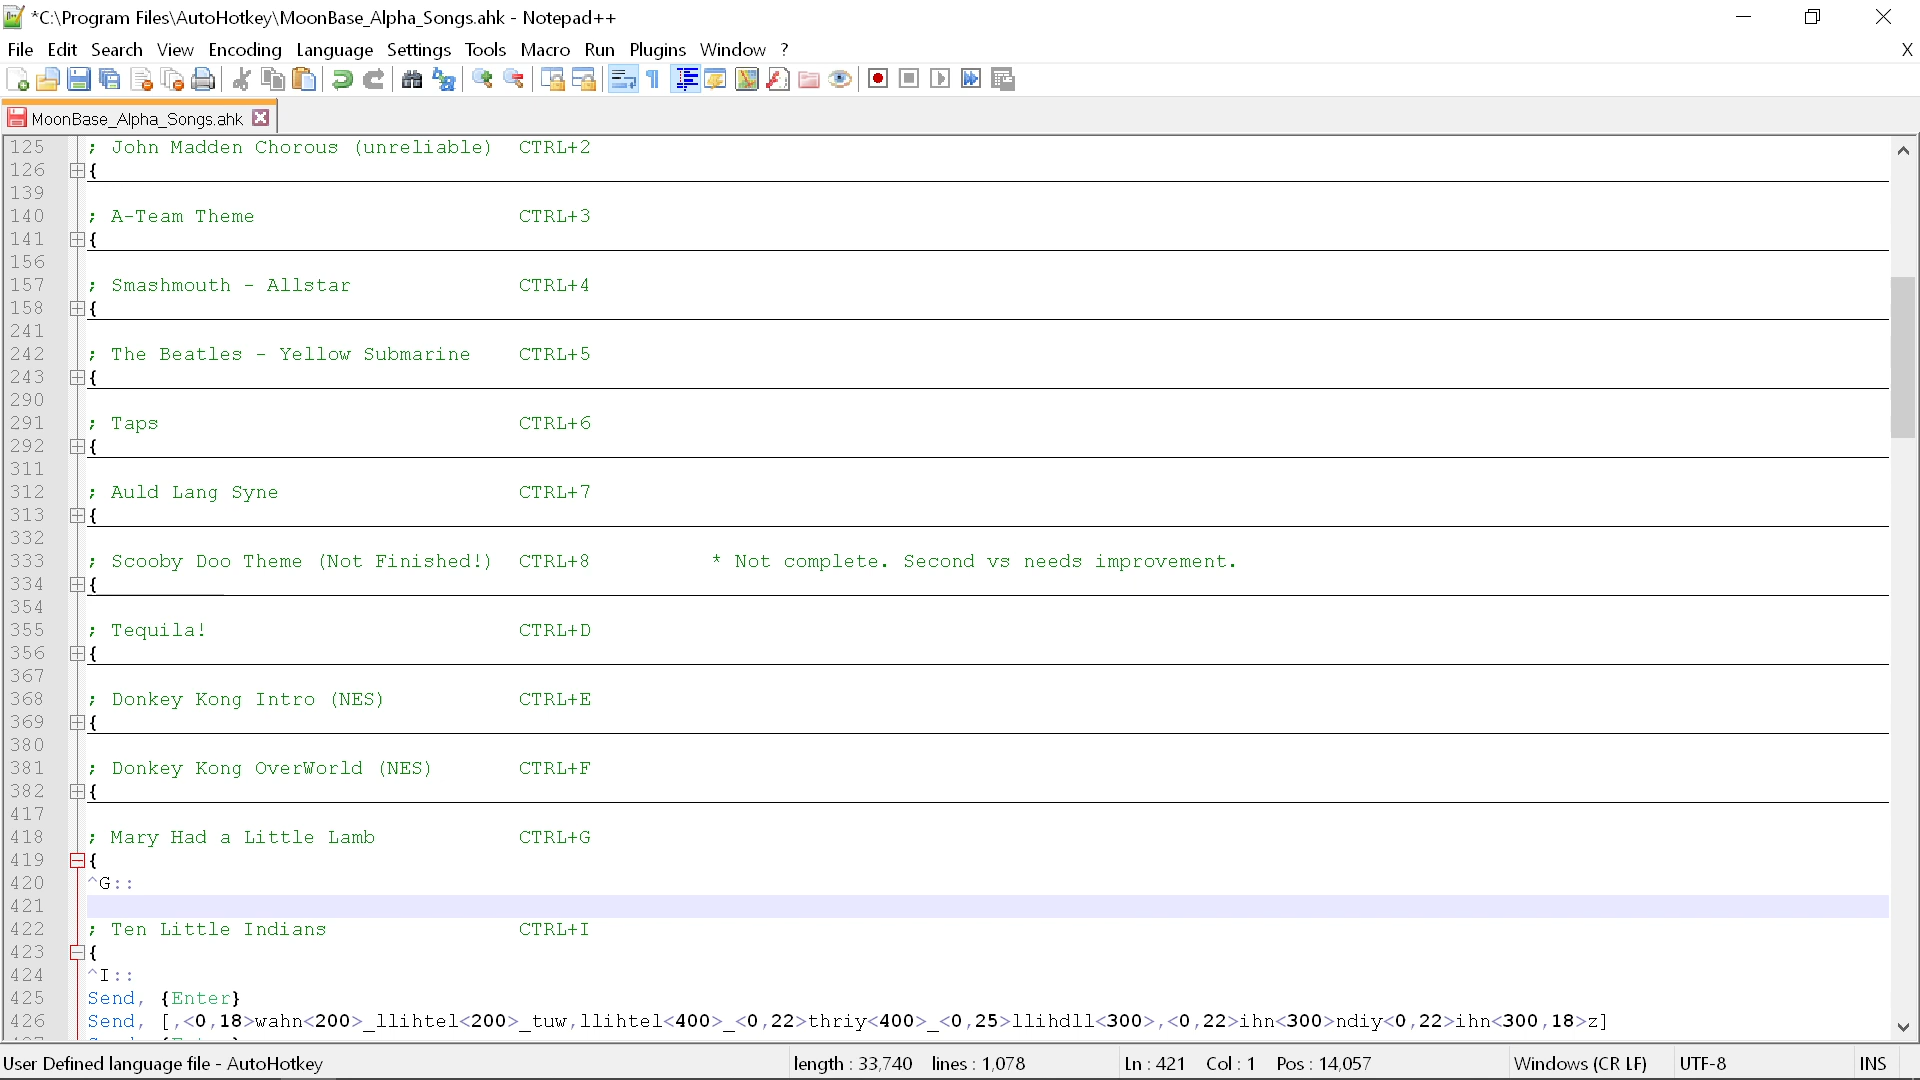 *C:\Program Files\AutoHotkey\MoonBase_Alpha_Songs.ahk - Notepad++
File Edit Search View Encoding Language Settings Tools Macro Run Plugins Window ? X
MoonBase_Alpha_Songs.ahk
125 ; John Madden Chorous (unreliable) CTRL+2
126 {
139
140 ; A-Team Theme CTRL+3
141 {
156
157 ; Smashmouth - Allstar CTRL+4
158 {
241
242 ; The Beatles - Yellow Submarine CTRL+5
243 {
290
291 ; Taps CTRL+6
292 {
311
312 ; Auld Lang Syne CTRL+7
313 {
332
333 ; Scooby Doo Theme (Not Finished!) CTRL+8 * Not complete. Second vs needs improvement.
334 {
354
355 ; Tequila! CTRL+D
356 {
367
368 ; Donkey Kong Intro (NES) CTRL+E
369 {
380
381 ; Donkey Kong OverWorld (NES) CTRL+F
382 {
417
418 ; Mary Had a Little Lamb CTRL+G
419 {
420 ^G::
421
422 ; Ten Little Indians CTRL+I
423 {
424 ^I::
425 Send, {Enter}
426 Send, [,<0,18>wahn<200>_llihtel<200>_tuw,llihtel<400>_<0,22>thriy<400>_<0,25>llihdll<300>,<0,22>ihn<300>ndiy<0,22>ihn<300,18>z]
User Defined language file - AutoHotkey length : 33,740 lines : 1,078 Ln : 421 Col : 1 Pos : 14,057 Windows (CR LF) UTF-8 INS